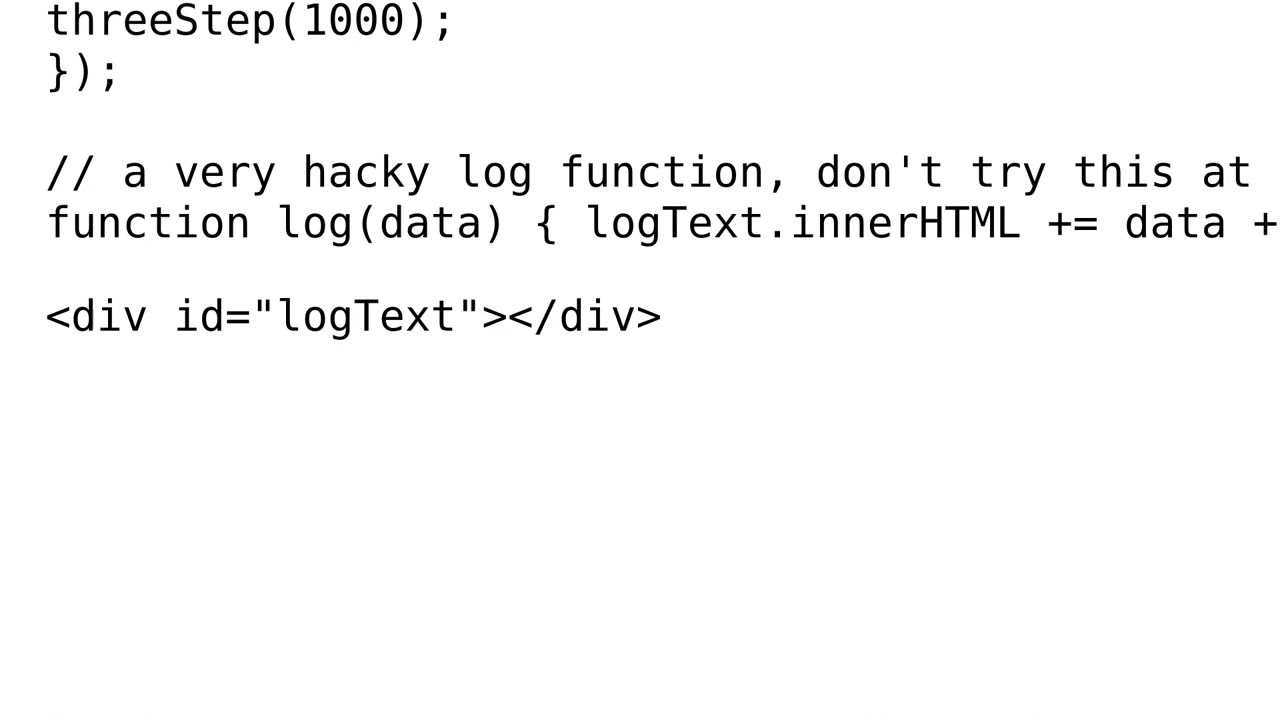 threeStep(1000);
});
// a very hacky log function, don't try this at
function log(data) { logText.innerHTML += data +
<div id="logText"></div>